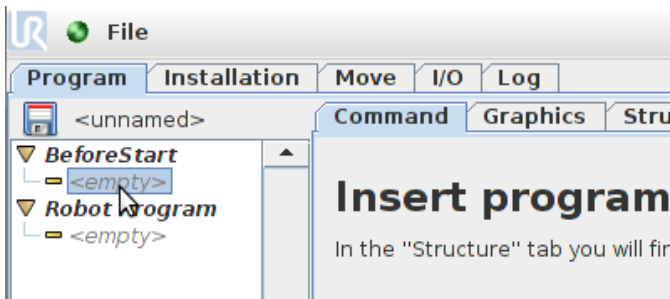 UR File
Program Installation Move I/O Log
<unnamed> Command Graphics
BeforeStart
<empty>
Insert program
Robot Program
In the "Structure" tab you will
<empty>